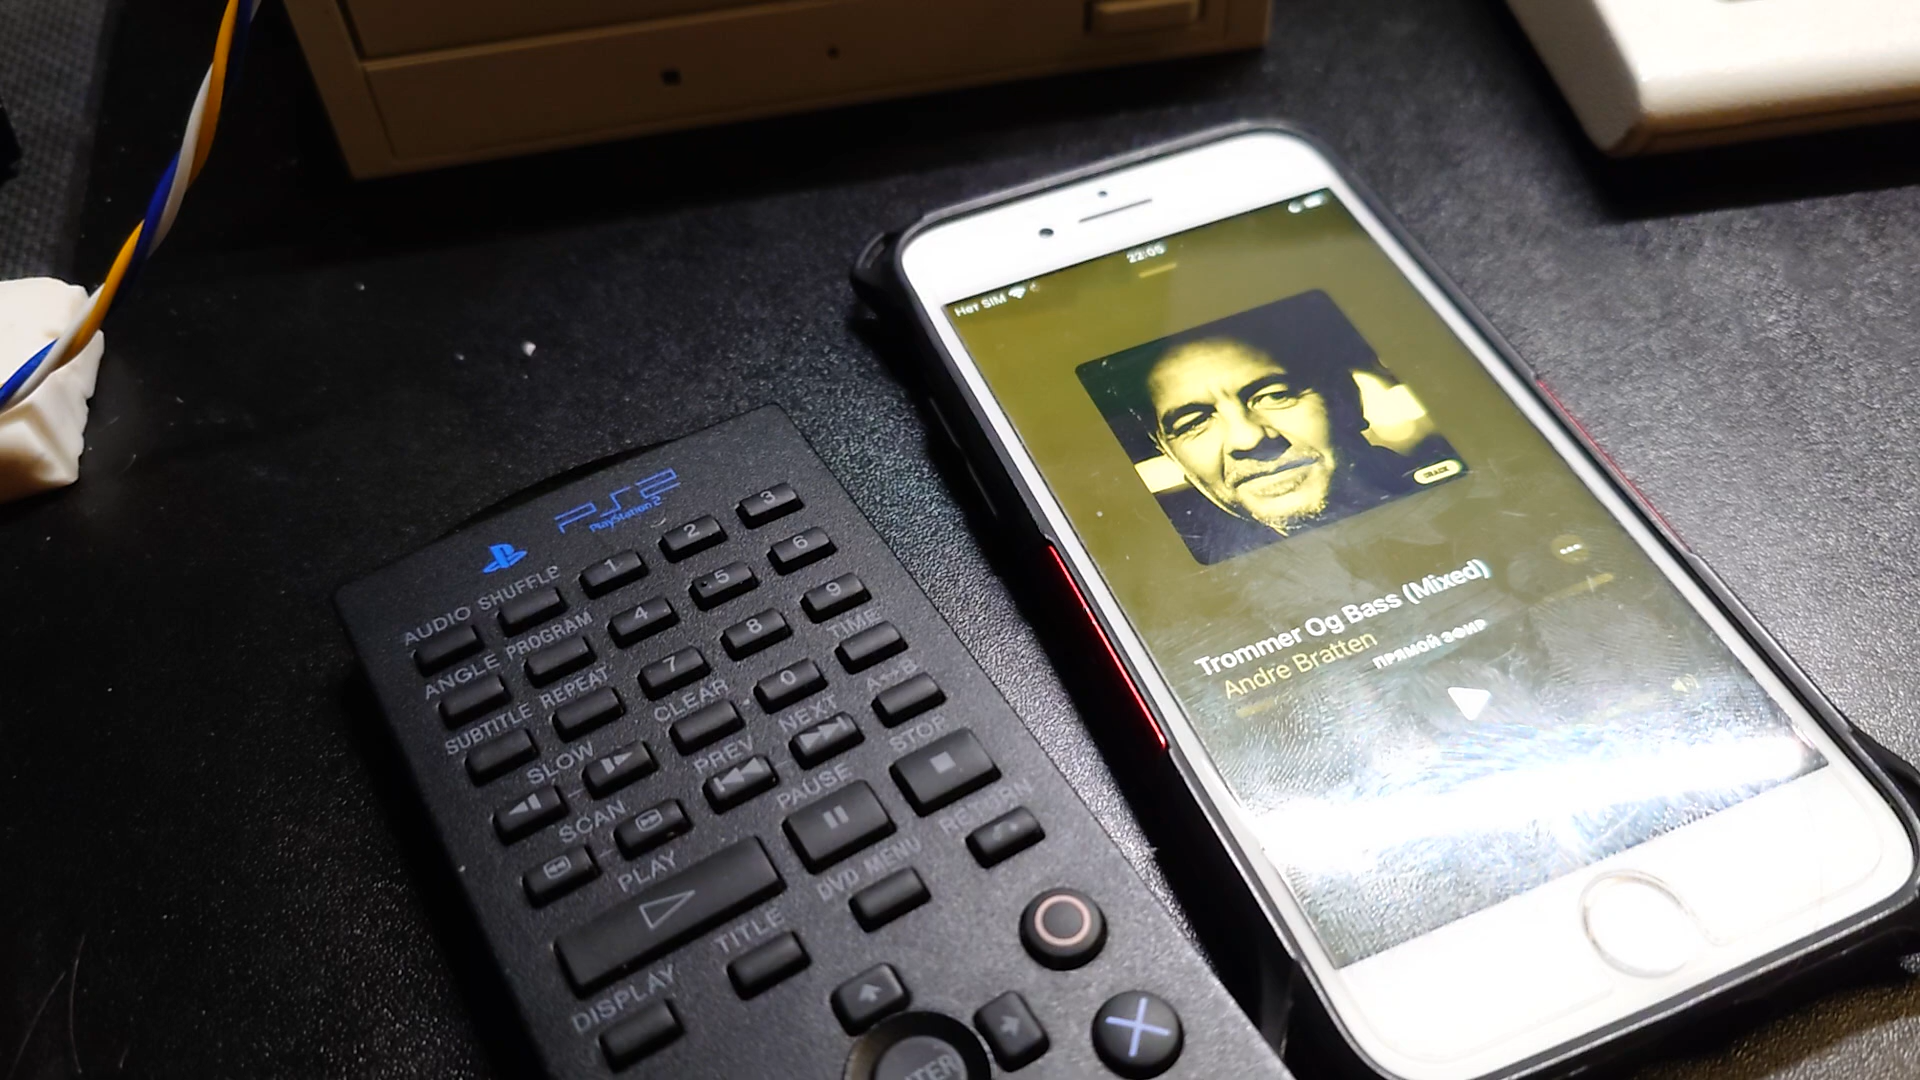 22:05
Нет SIM
Trommer Og Bass (Mixed)
Andre Bratten
ПРЯМОЙ ЭФИР
PS2
PlayStation 2
AUDIO SHUFFLE
1 2 3
ANGLE PROGRAM
4 5 6
SUBTITLE REPEAT
7 8 9
CLEAR
0
TIME
SLOW
PREV NEXT
A-B
SCAN
PAUSE
STOP
PLAY
DVD MENU
RETURN
TITLE
DISPLAY